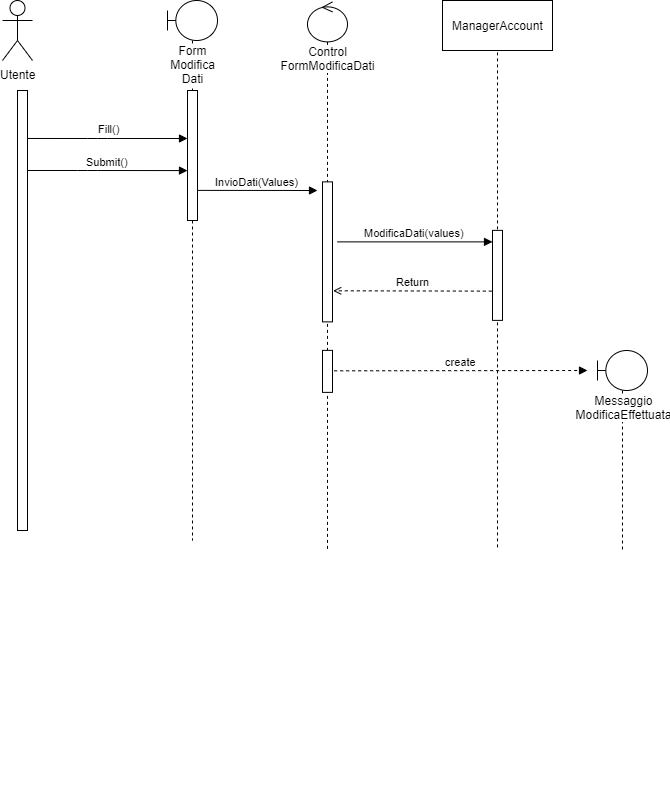 Utente
Form
Modifica
Dati
Control
FormModificaDati
ManagerAccount
Fill()
Submit()
InvioDati(Values)
ModificaDati(values)
Return
create
Messaggio
ModificaEffettuata